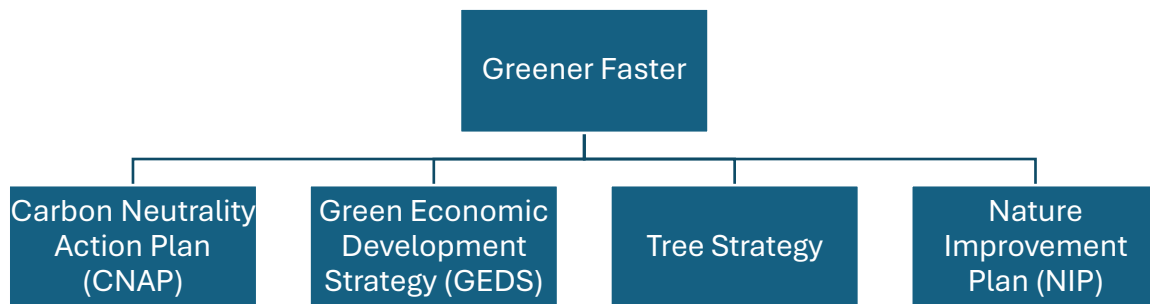 Greener Faster
Carbon Neutrality
Action Plan
(CNAP)
Green Economic
Development
Strategy (GEDS)
Tree Strategy
Nature
Improvement
Plan (NIP)